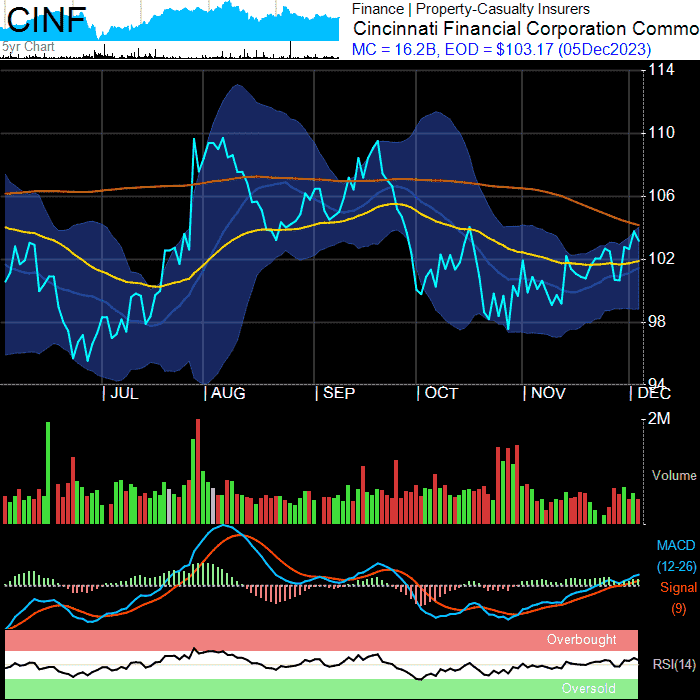 CINF
5yr Chart
Finance | Property-Casualty Insurers
Cincinnati Financial Corporation Commo
MC = 16.2B, EOD = $103.17 (05Dec2023)
114
110
106
102
98
94
JUL AUG SEP OCT NOV DEC
2M
Volume
MACD
(12-26)
Signal
(9)
Overbought
RSI(14)
Oversold